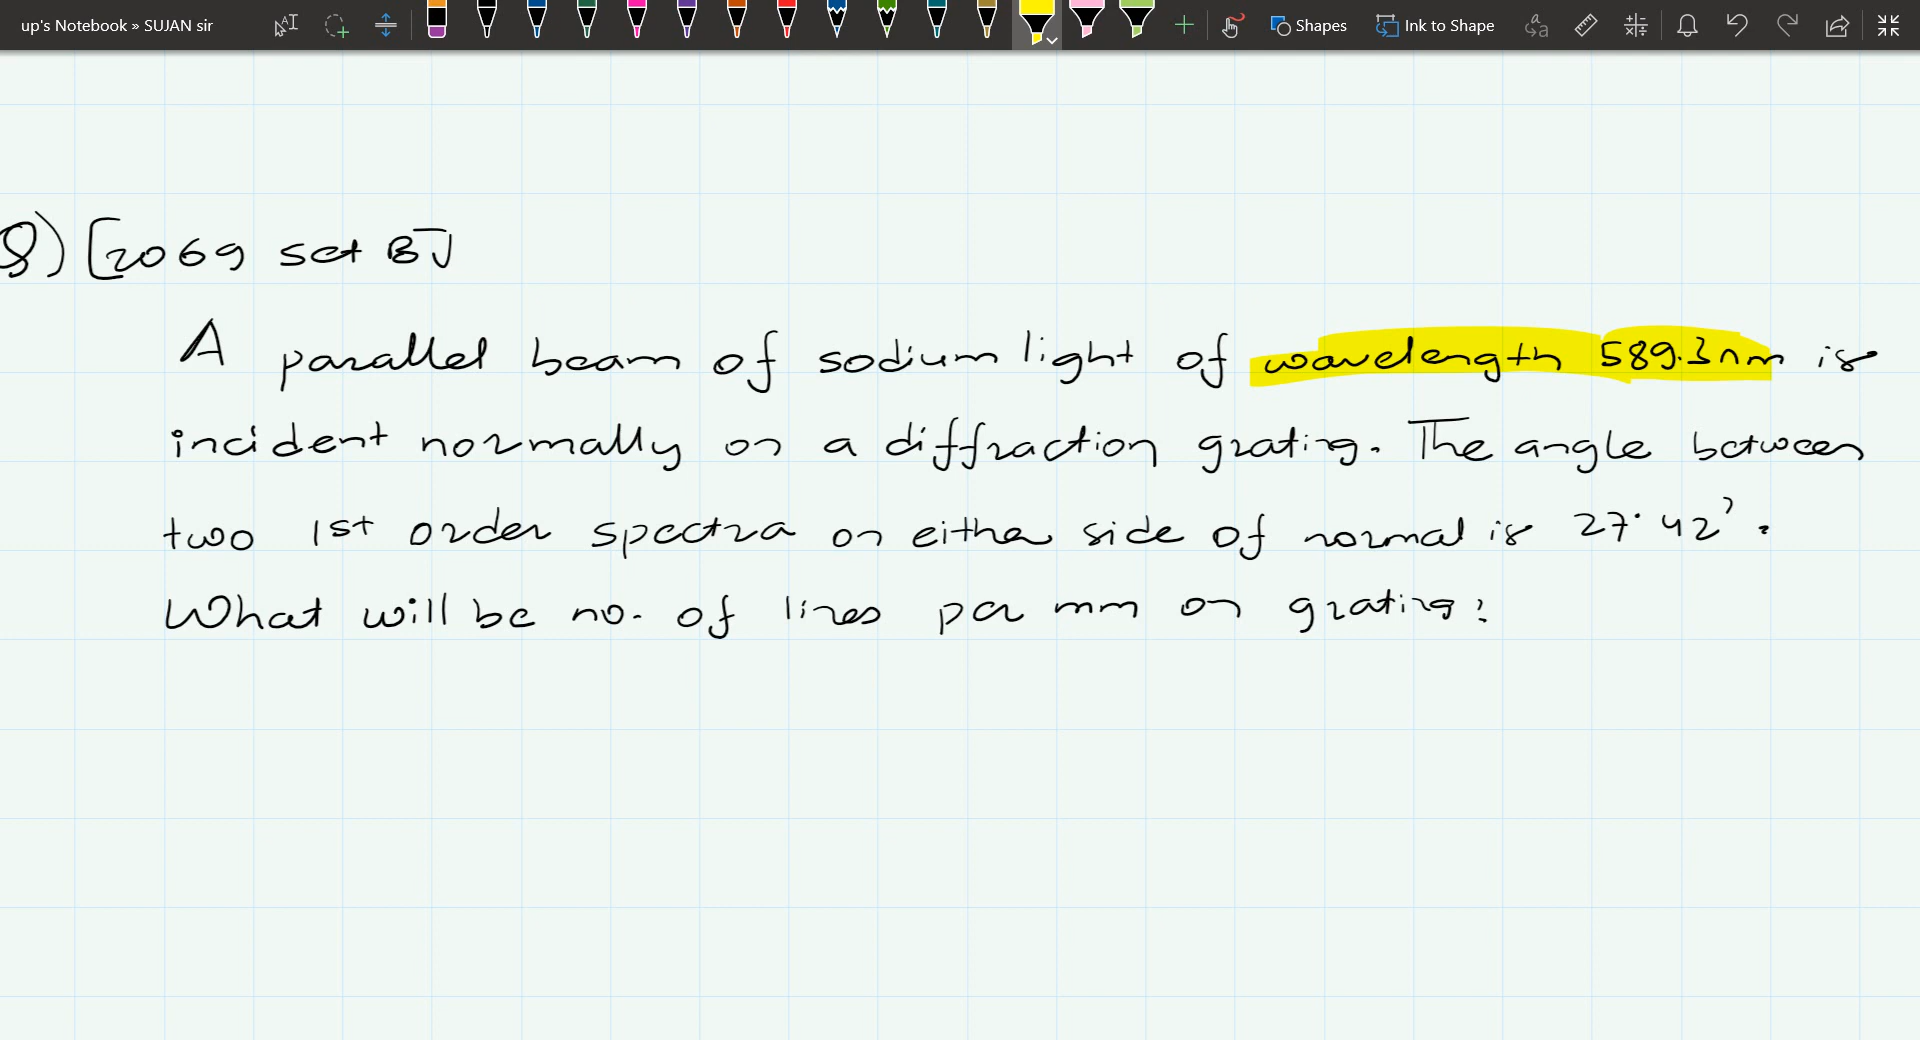 up's Notebook » SUJAN sir
Shapes
Ink to Shape
Q) [2069 set B]
A parallel beam of sodium light of wavelength 589.3nm is
incident normally on a diffraction grating. The angle between
two 1st order spectra on either side of normal is 27° 42'.
What will be no. of lines per mm on grating?